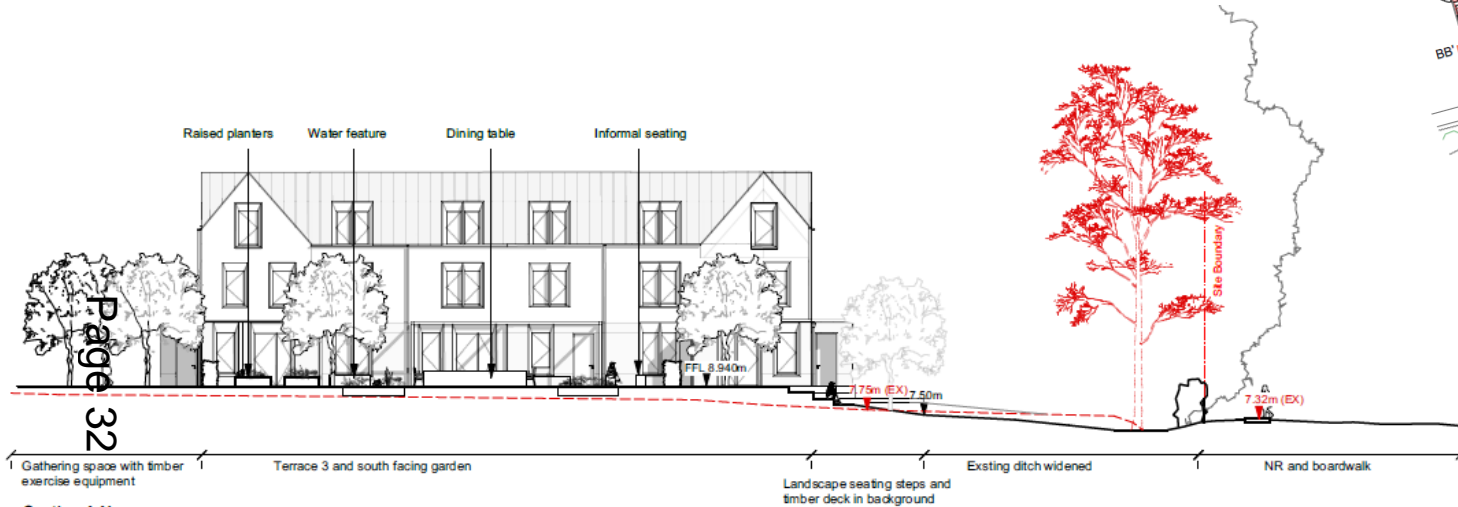 BB'
Raised planters
Water feature
Dining table
Informal seating
Site Boundary
Page 32
FFL 8.940m
7.75m (EX)
7.50m
7.32m (EX)
Gathering space with timber
exercise equipment
Terrace 3 and south facing garden
Landscape seating steps and
timber deck in background
Exsting ditch widened
NR and boardwalk